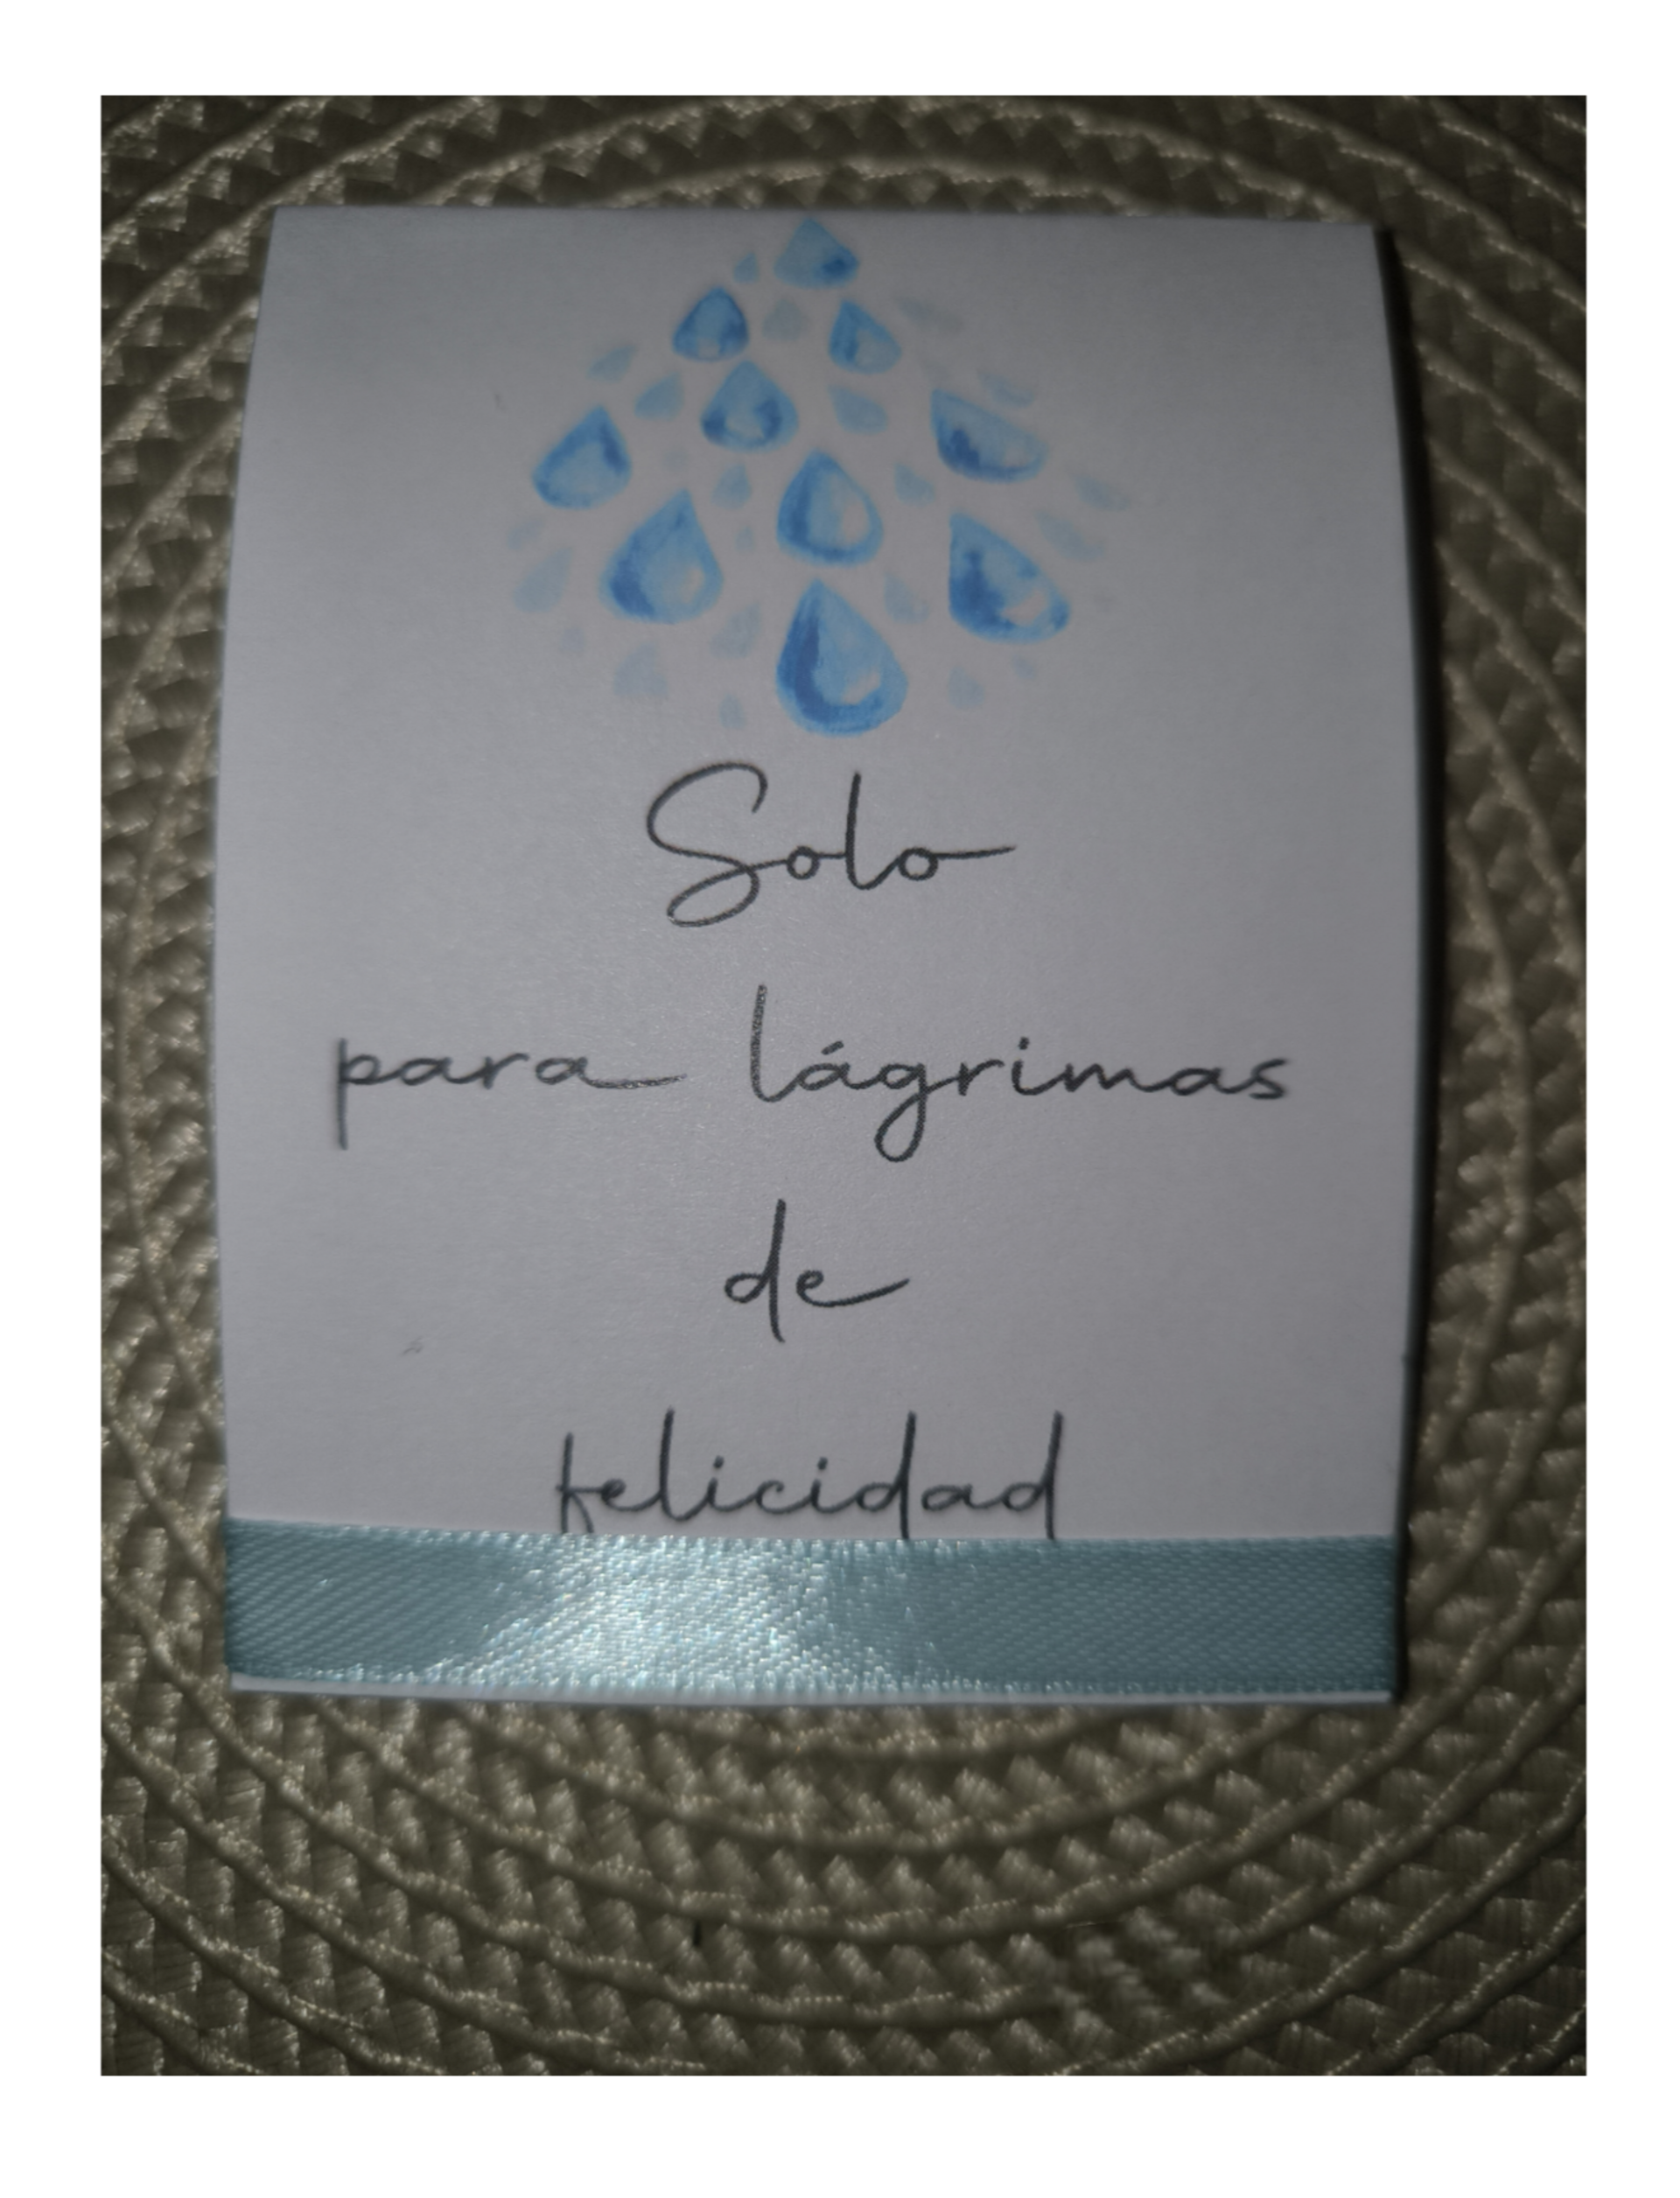 Solo
para lágrimas
de
felicidad